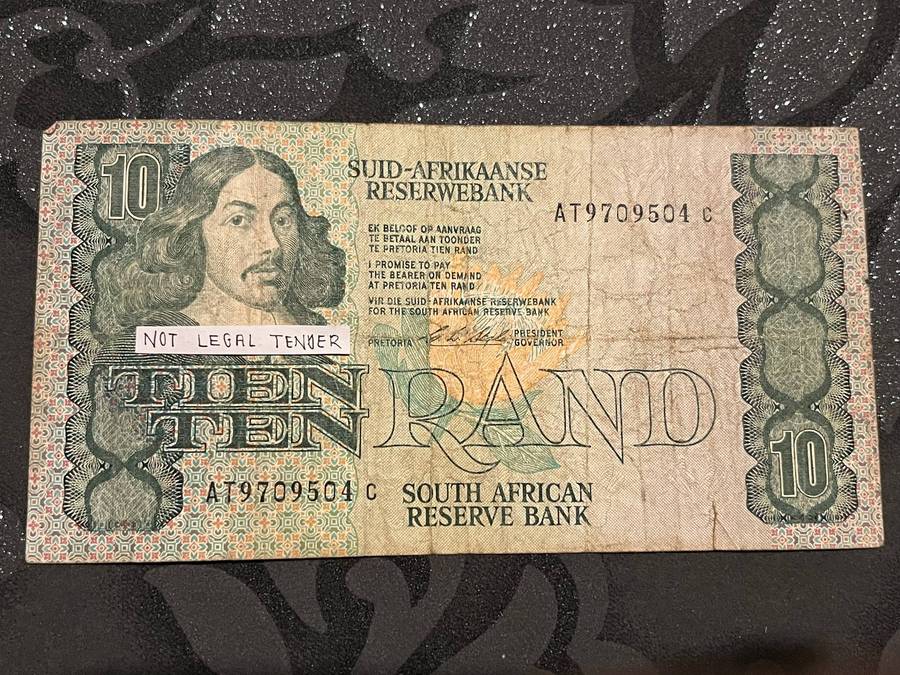 10
SUID-AFRIKAANSE
RESERWEBANK
AT9709504 C
EK BELOOF OP AANVRAAG
TE BETAAL AAN TOONDER
TE PRETORIA TIEN RAND
I PROMISE TO PAY
THE BEARER ON DEMAND
AT PRETORIA TEN RAND
VIR DIE SUID-AFRIKAANSE RESERWEBANK
FOR THE SOUTH AFRICAN RESERVE BANK
PRETORIA
PRESIDENT
GOVERNOR
NOT LEGAL TENDER
TIEN
TEN
RAND
AT9709504 C
SOUTH AFRICAN
RESERVE BANK
10